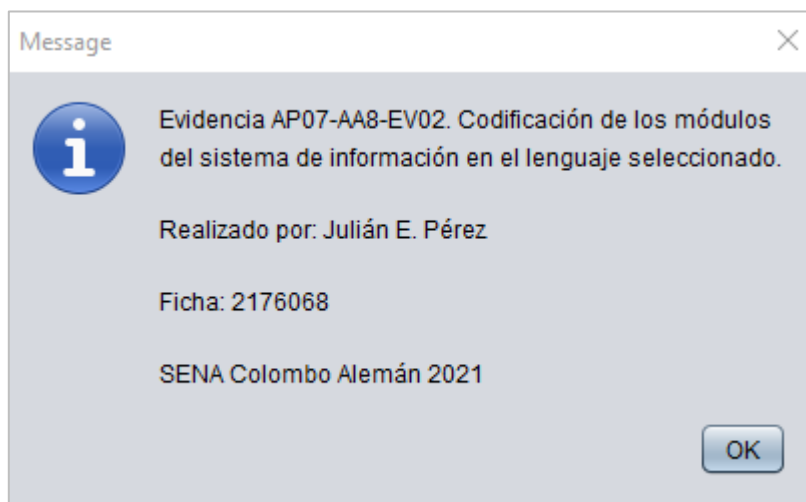 Message
Evidencia AP07-AA8-EV02. Codificación de los módulos
del sistema de información en el lenguaje seleccionado.
Realizado por: Julián E. Pérez
Ficha: 2176068
SENA Colombo Alemán 2021
OK